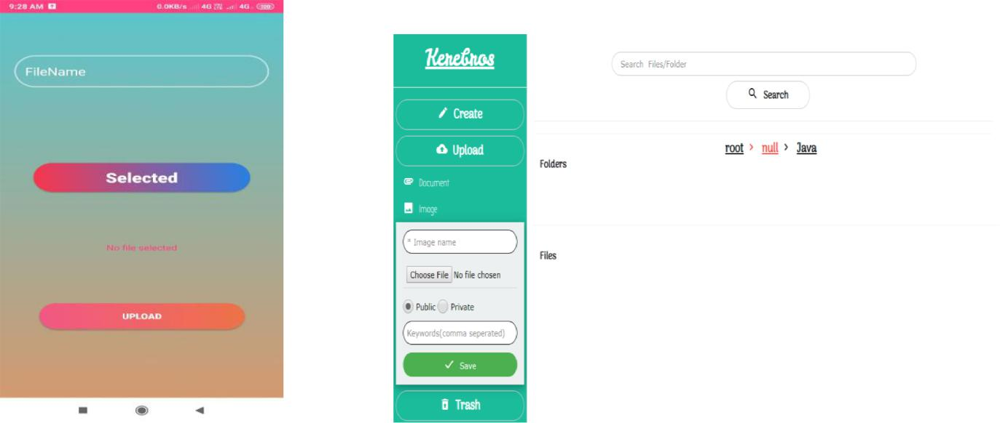 9:28 AM
0.0KB/s 4G VoLTE 4G 100
FileName
Selected
No file selected
UPLOAD
Kerebros
Create
Upload
Document
Image
* Image name
Choose File No file chosen
Public Private
Keywords(comma seperated)
Save
Trash
Search Files/Folder
Search
root > null > Java
Folders
Files